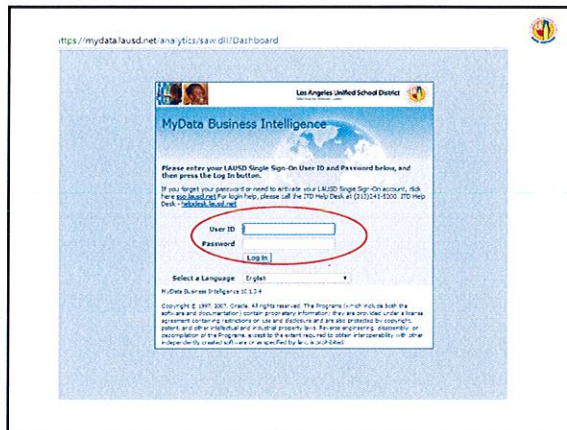 https://mydata.lausd.net/analytics/saw.dll/Dashboard
Los Angeles Unified School District
MyData Business Intelligence
Please enter your LAUSD Single Sign-On User ID and Password below, and
then press the Log In button.
If you forget your password or need to activate your LAUSD Single Sign-On account, click
here sso.lausd.net For login help, please call the ITD Help Desk at (213)241-5200 ITD Help
Desk - helpdesk.lausd.net
User ID
Password
Log In
Select a Language English
MyData Business Intelligence 10.1.3.4
Copyright © 1997, 2007, Oracle. All rights reserved. The Programs (which include both the
software and documentation) contain proprietary information; they are provided under a license
agreement containing restrictions on use and disclosure and are also protected by copyright,
patent, and other intellectual and industrial property laws. Reverse engineering, disassembly, or
decompilation of the Programs, except to the extent required to obtain interoperability with other
independently created software or as specified by law, is prohibited.